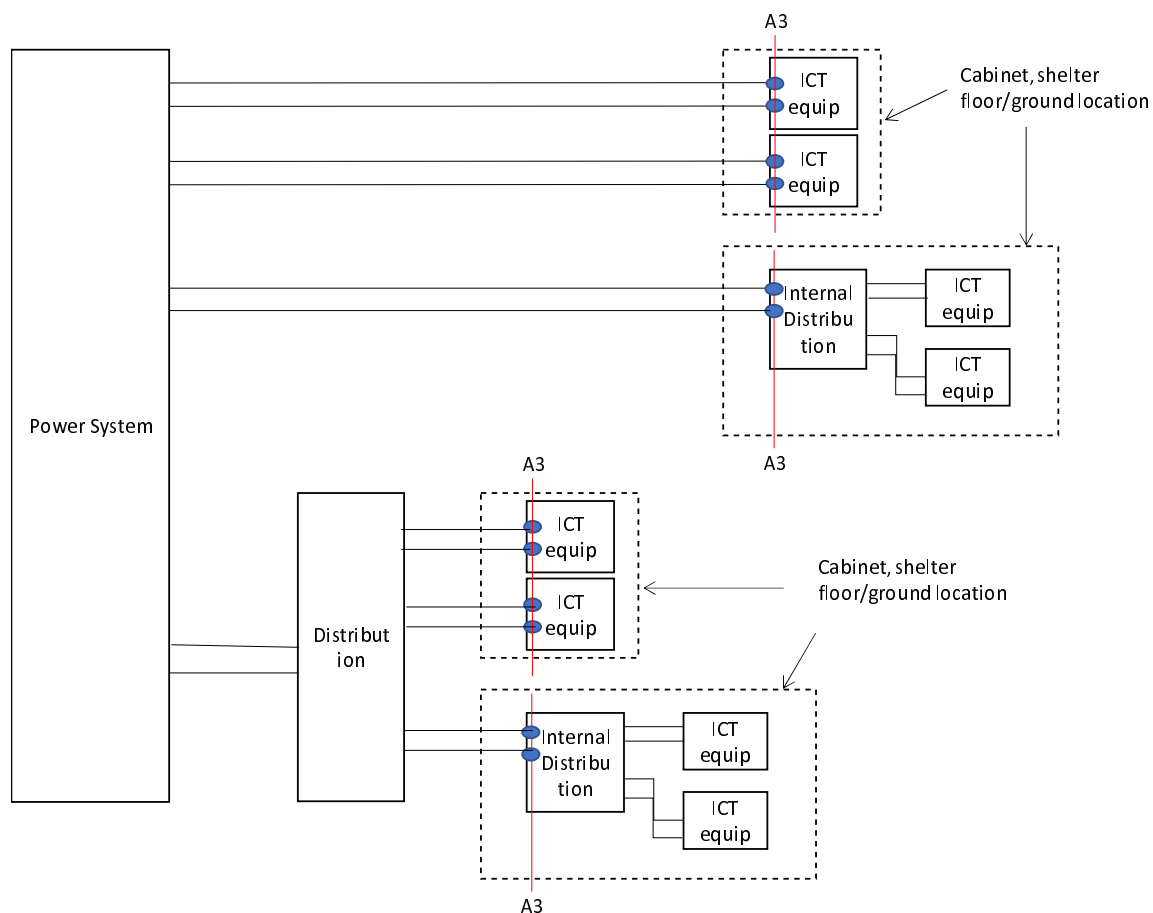 A3
ICT
equip
ICT
equip
Cabinet, shelter
floor/ground location
Internal
Distribu
tion
ICT
equip
ICT
equip
A3
Power System
A3
ICT
equip
ICT
equip
Cabinet, shelter
floor/ground location
Distribut
ion
Internal
Distribu
tion
ICT
equip
ICT
equip
A3